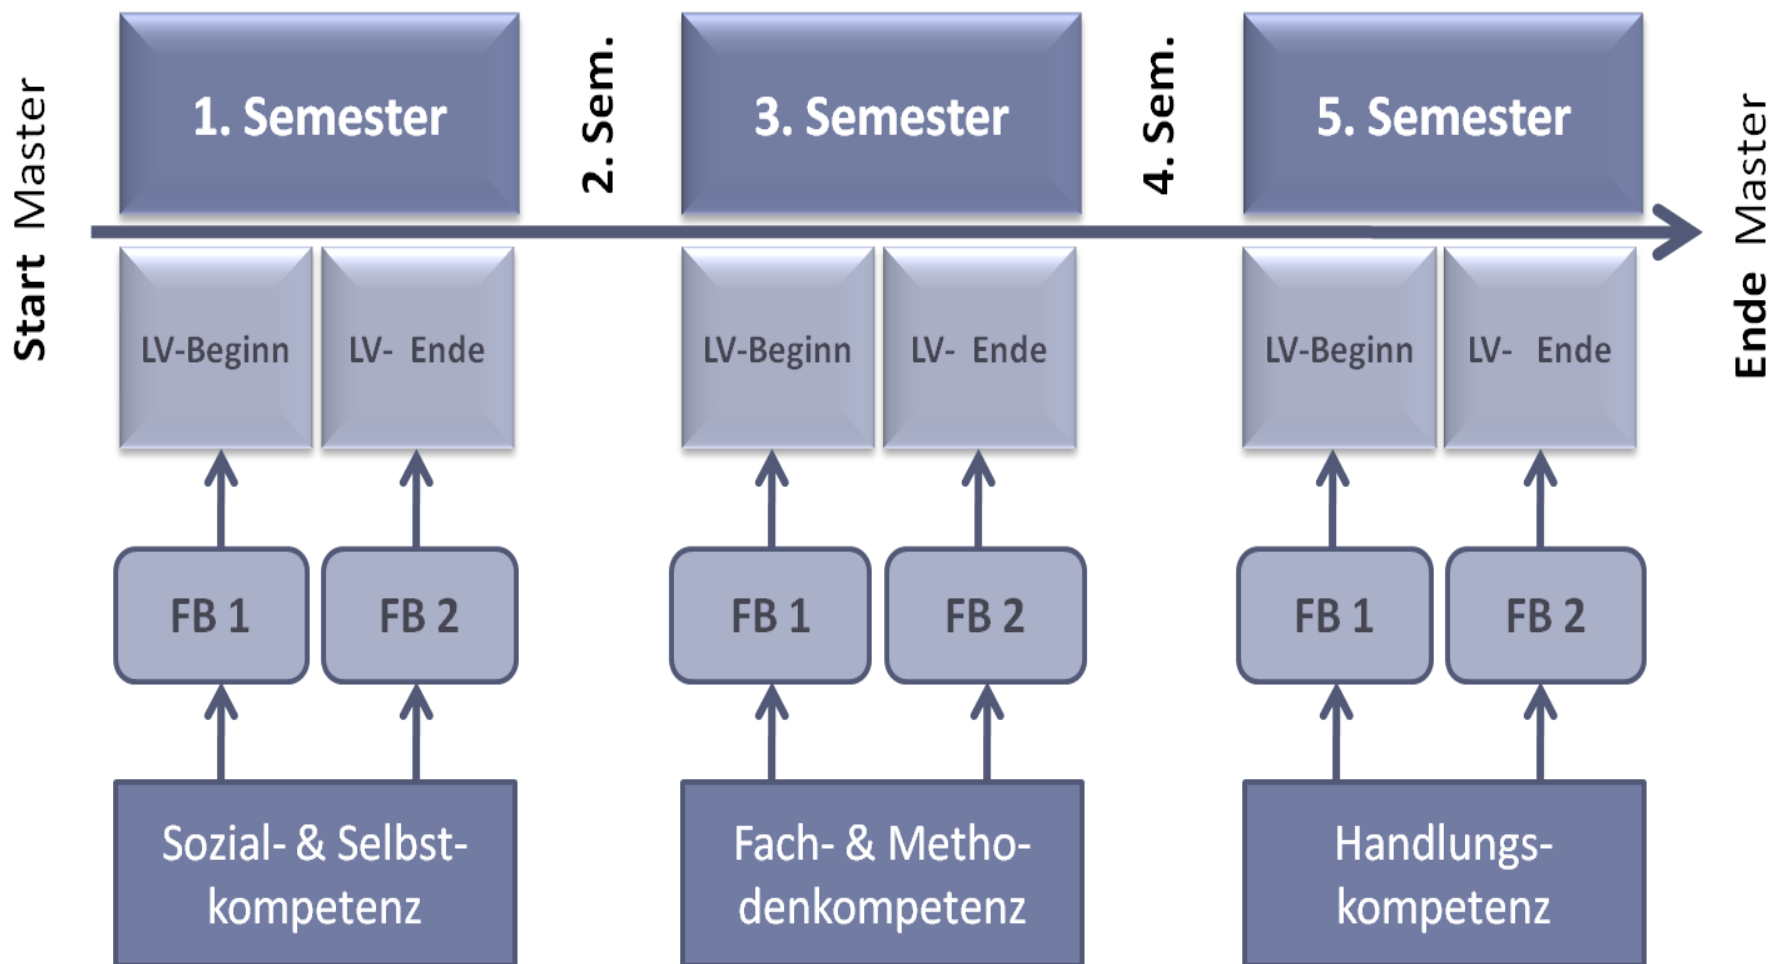 Start Master
1. Semester
2. Sem.
3. Semester
4. Sem.
5. Semester
Ende Master
LV-Beginn
LV- Ende
LV-Beginn
LV- Ende
LV-Beginn
LV- Ende
FB 1
FB 2
FB 1
FB 2
FB 1
FB 2
Sozial- & Selbst-
kompetenz
Fach- & Metho-
denkompetenz
Handlungs-
kompetenz